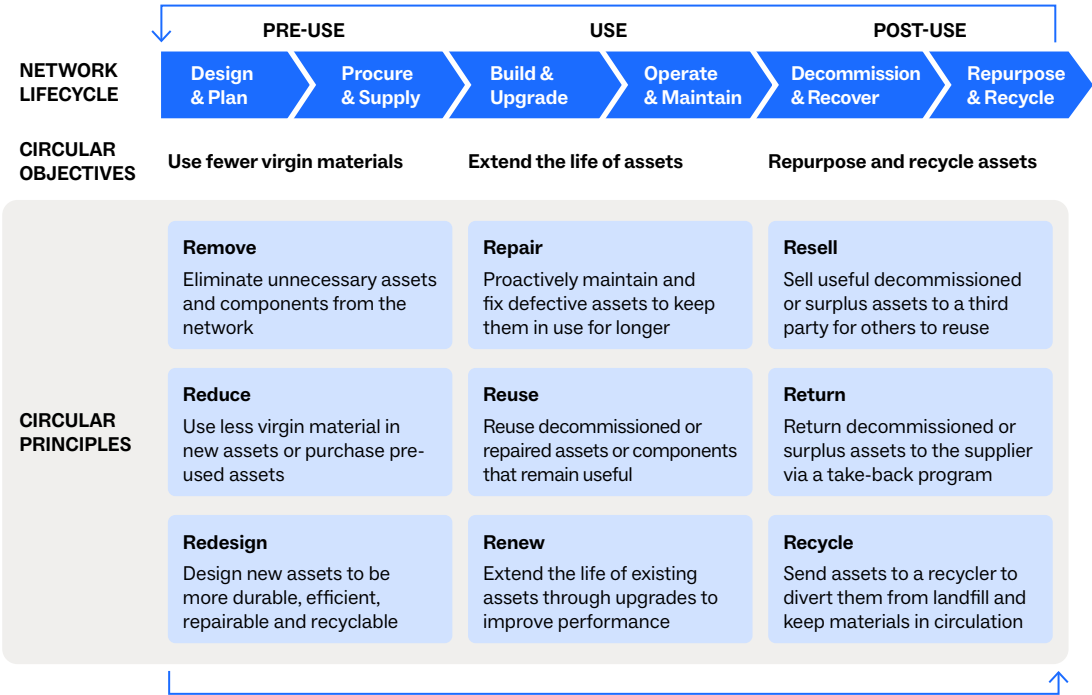 PRE-USE
USE
POST-USE
NETWORK
LIFECYCLE
Design
& Plan
Procure
& Supply
Build &
Upgrade
Operate
& Maintain
Decommission
& Recover
Repurpose
& Recycle
CIRCULAR
OBJECTIVES
Use fewer virgin materials
Extend the life of assets
Repurpose and recycle assets
CIRCULAR
PRINCIPLES
Remove
Eliminate unnecessary assets
and components from the
network
Repair
Proactively maintain and
fix defective assets to keep
them in use for longer
Resell
Sell useful decommissioned
or surplus assets to a third
party for others to reuse
Reduce
Use less virgin material in
new assets or purchase pre-
used assets
Reuse
Reuse decommissioned or
repaired assets or components
that remain useful
Return
Return decommissioned or
surplus assets to the supplier
via a take-back program
Redesign
Design new assets to be
more durable, efficient,
repairable and recyclable
Renew
Extend the life of existing
assets through upgrades to
improve performance
Recycle
Send assets to a recycler to
divert them from landfill and
keep materials in circulation